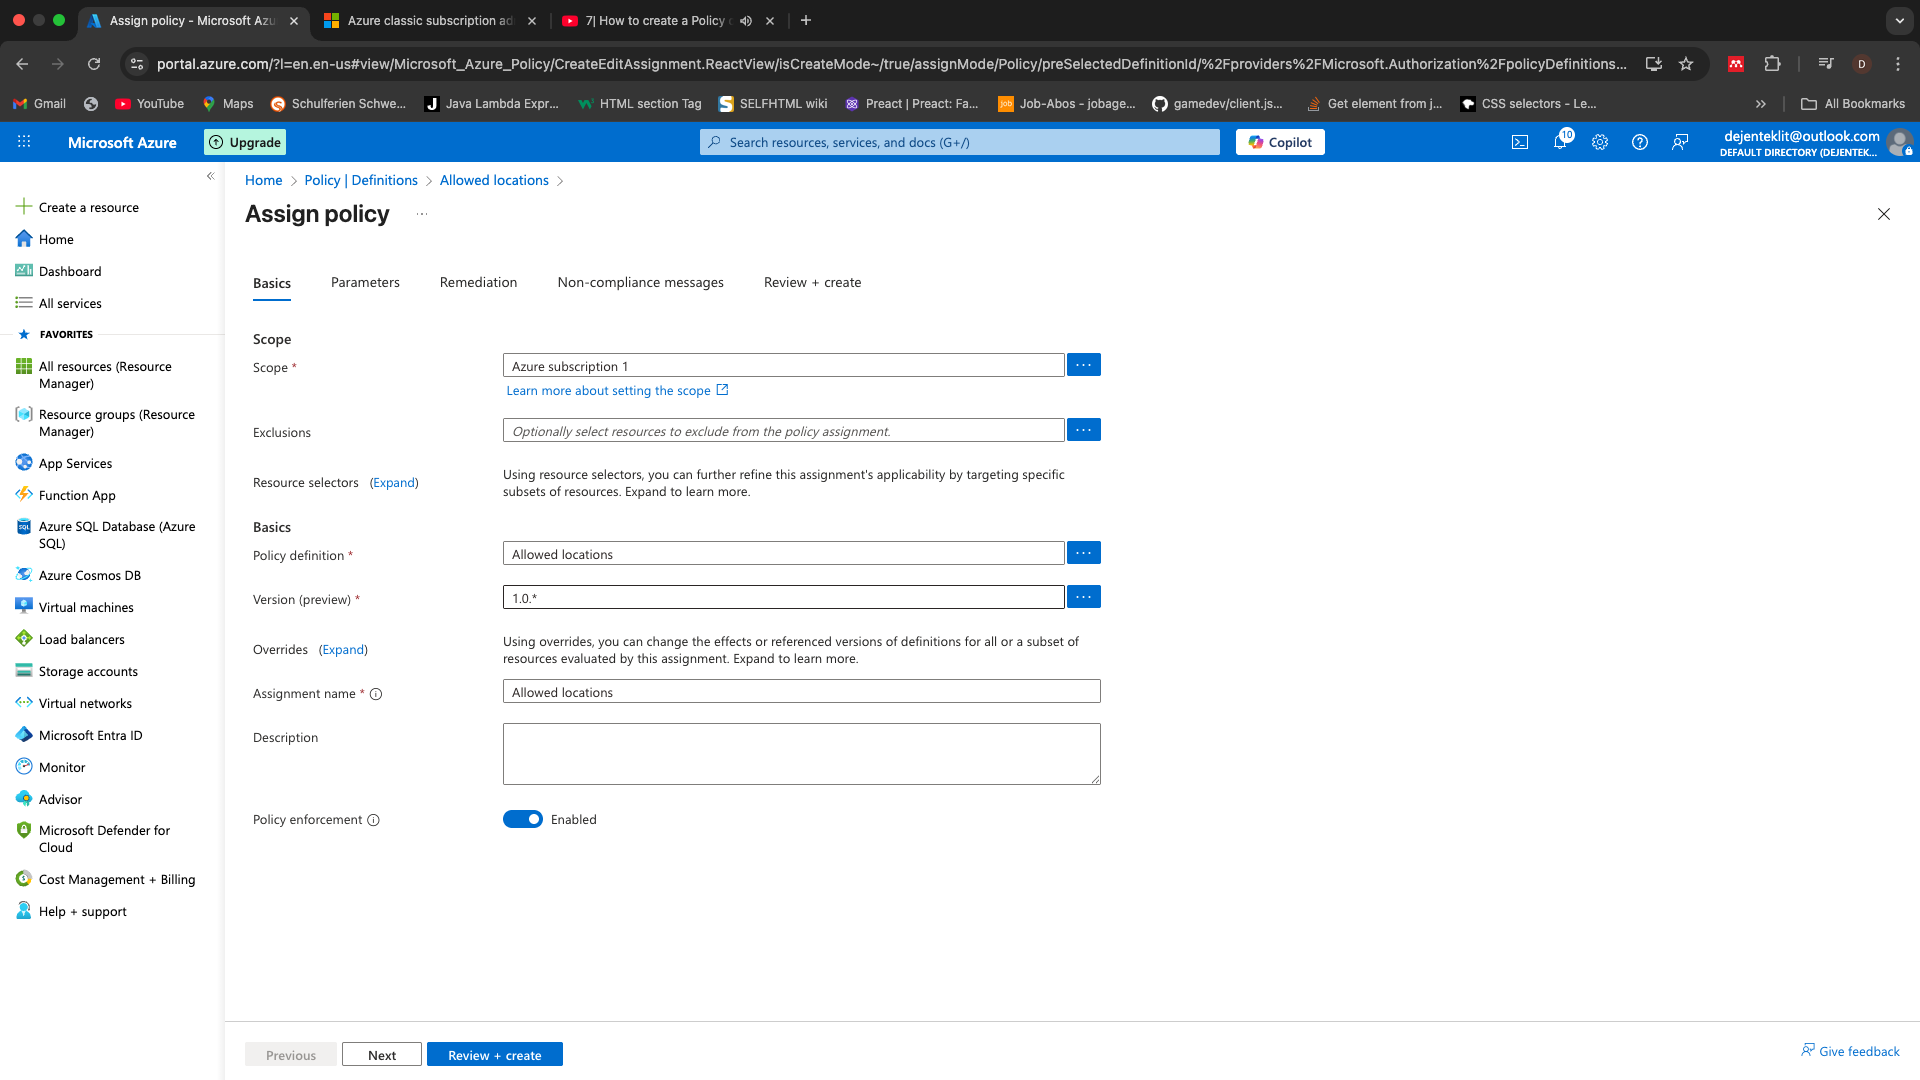 Assign policy - Microsoft Azu
Azure classic subscription ad
7| How to create a Policy
portal.azure.com/?l=en.en-us#view/Microsoft_Azure_Policy/CreateEditAssignment.ReactView/isCreateMode~/true/assignMode/Policy/preSelectedDefinitionId/%2Fproviders%2FMicrosoft.Authorization%2FpolicyDefinitions...
D
Gmail
YouTube
Maps
Schulferien Schwe...
Java Lambda Expr...
HTML section Tag
SELFHTML wiki
Preact | Preact: Fa...
Job-Abos - jobage...
gamedev/client.js...
Get element from j...
CSS selectors - Le...
All Bookmarks
Microsoft Azure
Upgrade
Search resources, services, and docs (G+/)
Copilot
10
dejenteklit@outlook.com
DEFAULT DIRECTORY (DEJENTEK...
Create a resource
Home
Dashboard
All services
FAVORITES
All resources (Resource
Manager)
Resource groups (Resource
Manager)
App Services
Function App
Azure SQL Database (Azure
SQL)
Azure Cosmos DB
Virtual machines
Load balancers
Storage accounts
Virtual networks
Microsoft Entra ID
Monitor
Advisor
Microsoft Defender for
Cloud
Cost Management + Billing
Help + support
Home > Policy | Definitions > Allowed locations >
Assign policy ...
Basics
Parameters
Remediation
Non-compliance messages
Review + create
Scope
Scope *
Azure subscription 1
Learn more about setting the scope
Exclusions
Optionally select resources to exclude from the policy assignment.
Resource selectors (Expand)
Using resource selectors, you can further refine this assignment's applicability by targeting specific
subsets of resources. Expand to learn more.
Basics
Policy definition *
Allowed locations
Version (preview) *
1.0.*
Overrides (Expand)
Using overrides, you can change the effects or referenced versions of definitions for all or a subset of
resources evaluated by this assignment. Expand to learn more.
Assignment name *
Allowed locations
Description
Policy enforcement
Enabled
Previous
Next
Review + create
Give feedback